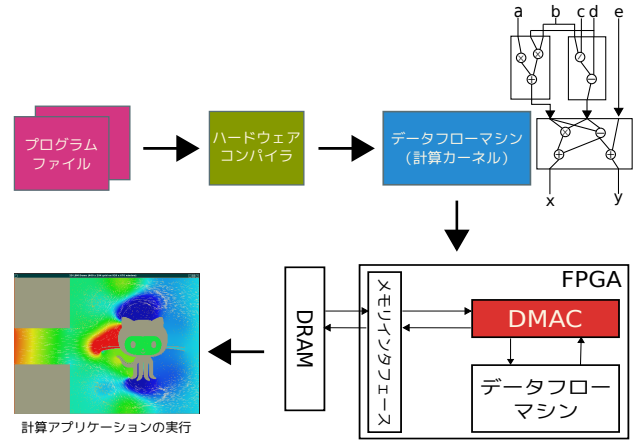 a b c d e
プログラム
ファイル
ハードウェア
コンパイラ
データフローマシン
(計算カーネル)
x y
FPGA
DRAM
メモリインタフェース
DMAC
データフロー
マシン
計算アプリケーションの実行